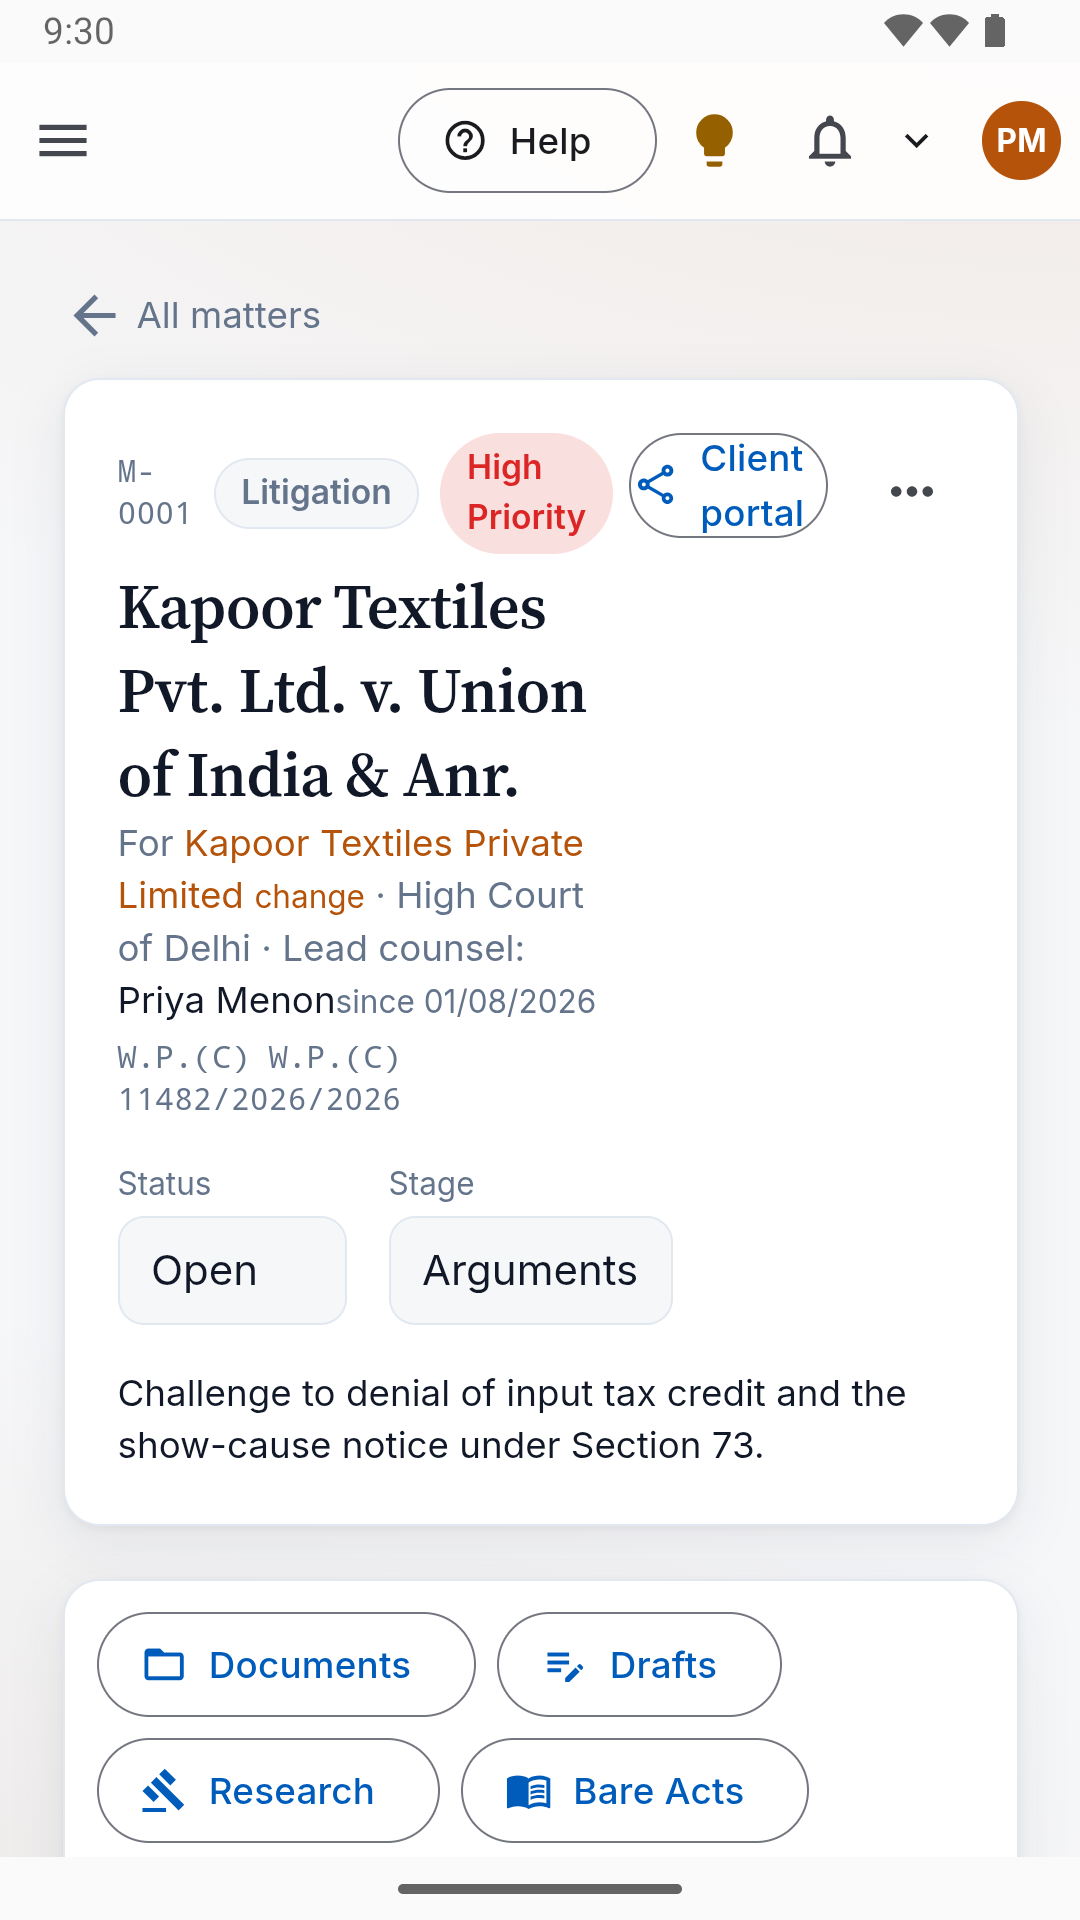 9:30
Help
PM
All matters
M-
0001
Litigation
High
Priority
Client
portal
Kapoor Textiles
Pvt. Ltd. v. Union
of India & Anr.
For Kapoor Textiles Private
Limited change · High Court
of Delhi · Lead counsel:
Priya Menonsince 01/08/2026
W.P.(C) W.P.(C)
11482/2026/2026
Status
Stage
Open
Arguments
Challenge to denial of input tax credit and the
show-cause notice under Section 73.
Documents
Drafts
Research
Bare Acts